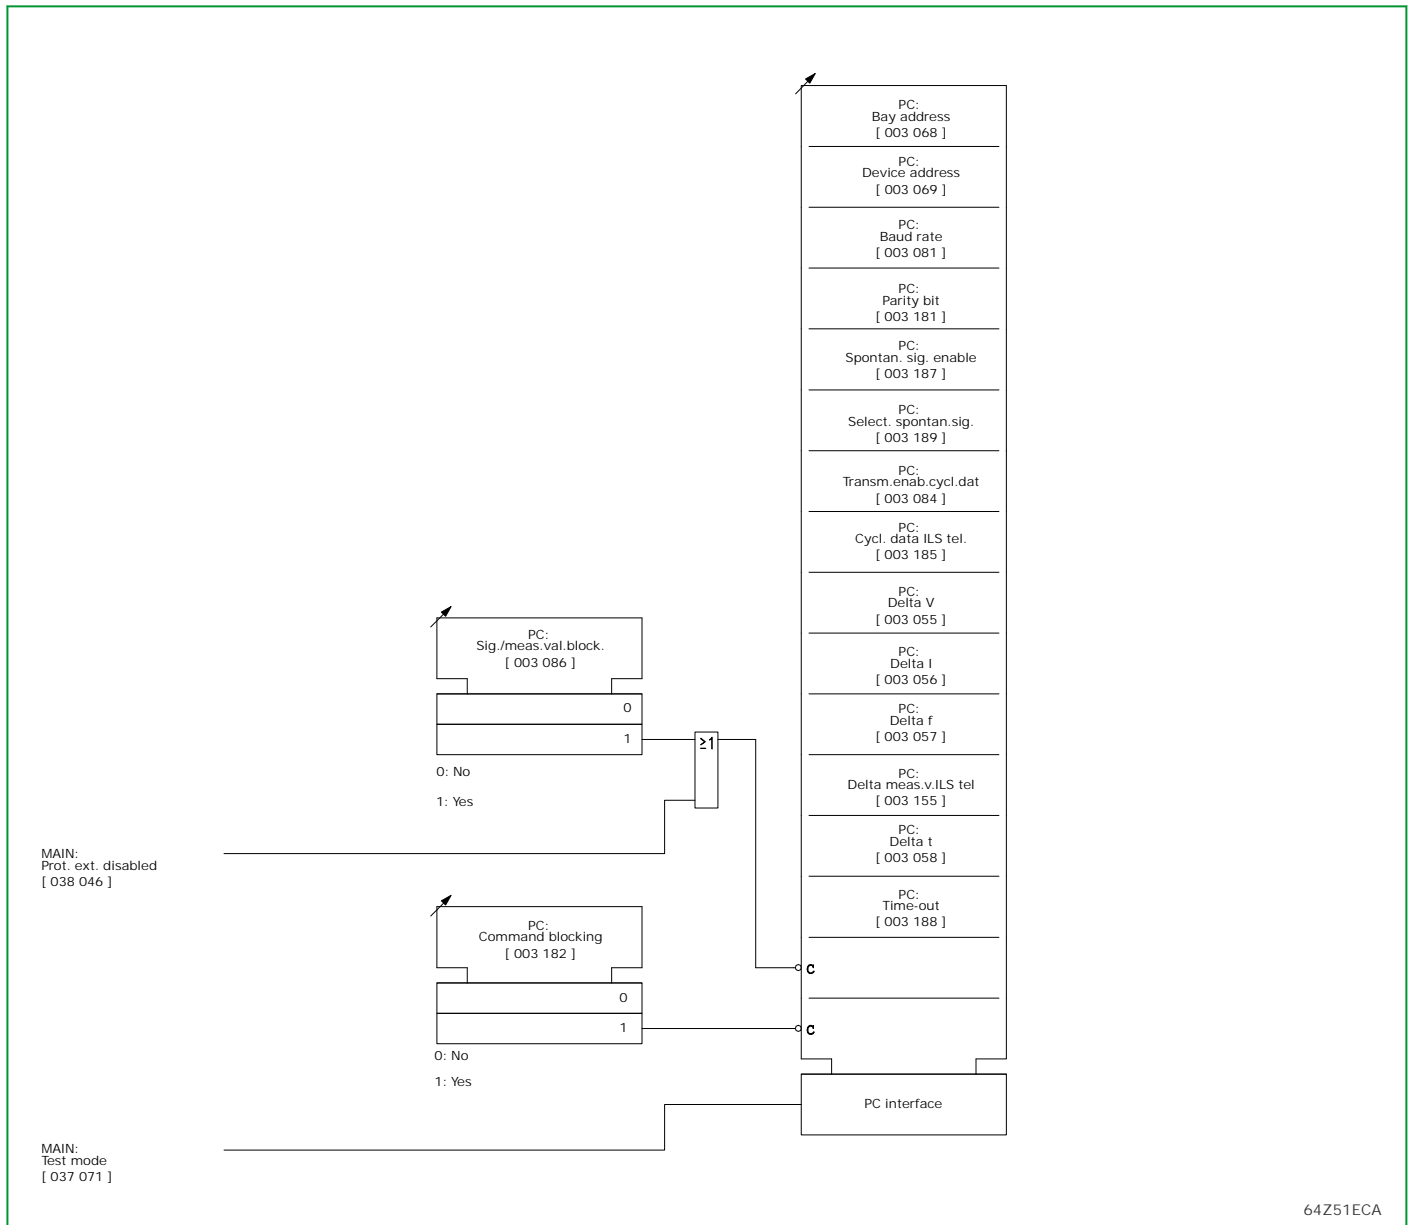 PC:
Bay address
[ 003 068 ]
PC:
Device address
[ 003 069 ]
PC:
Baud rate
[ 003 081 ]
PC:
Parity bit
[ 003 181 ]
PC:
Spontan. sig. enable
[ 003 187 ]
PC:
Select. spontan.sig.
[ 003 189 ]
PC:
Transm.enab.cycl.dat
[ 003 084 ]
PC:
Cycl. data ILS tel.
[ 003 185 ]
PC:
Delta V
[ 003 055 ]
PC:
Delta I
[ 003 056 ]
PC:
Delta f
[ 003 057 ]
PC:
Delta meas.v.ILS tel
[ 003 155 ]
PC:
Delta t
[ 003 058 ]
PC:
Time-out
[ 003 188 ]
C
C
PC interface
PC:
Sig./meas.val.block.
[ 003 086 ]
0
1
0: No
1: Yes
≥1
MAIN:
Prot. ext. disabled
[ 038 046 ]
PC:
Command blocking
[ 003 182 ]
0
1
0: No
1: Yes
MAIN:
Test mode
[ 037 071 ]
64Z51ECA